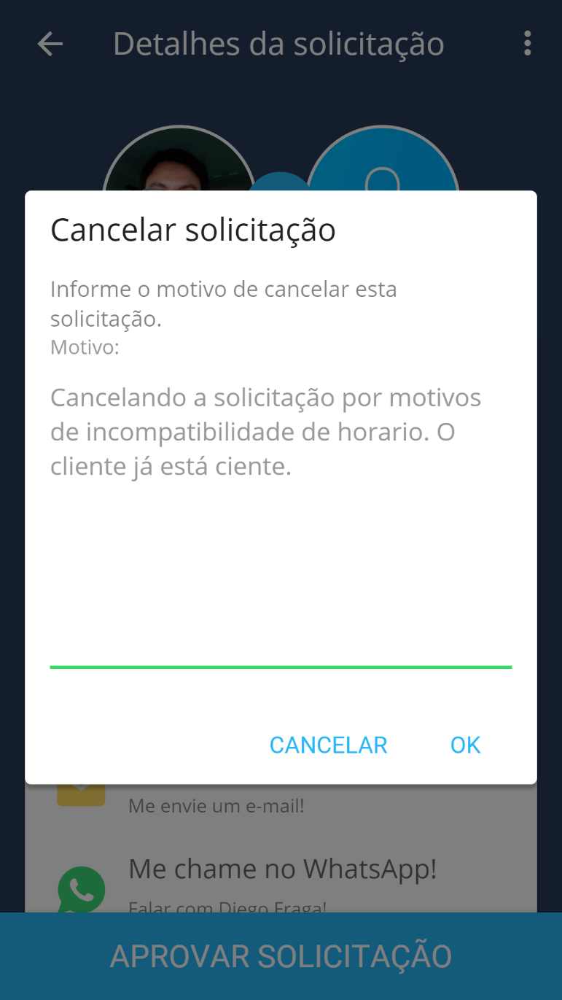 Detalhes da solicitação
Cancelar solicitação
Informe o motivo de cancelar esta
solicitação.
Motivo:
Cancelando a solicitação por motivos
de incompatibilidade de horario. O
cliente já está ciente.
CANCELAR OK
Me envie um e-mail!
Me chame no WhatsApp!
Falar com Diego Fraga!
APROVAR SOLICITAÇÃO